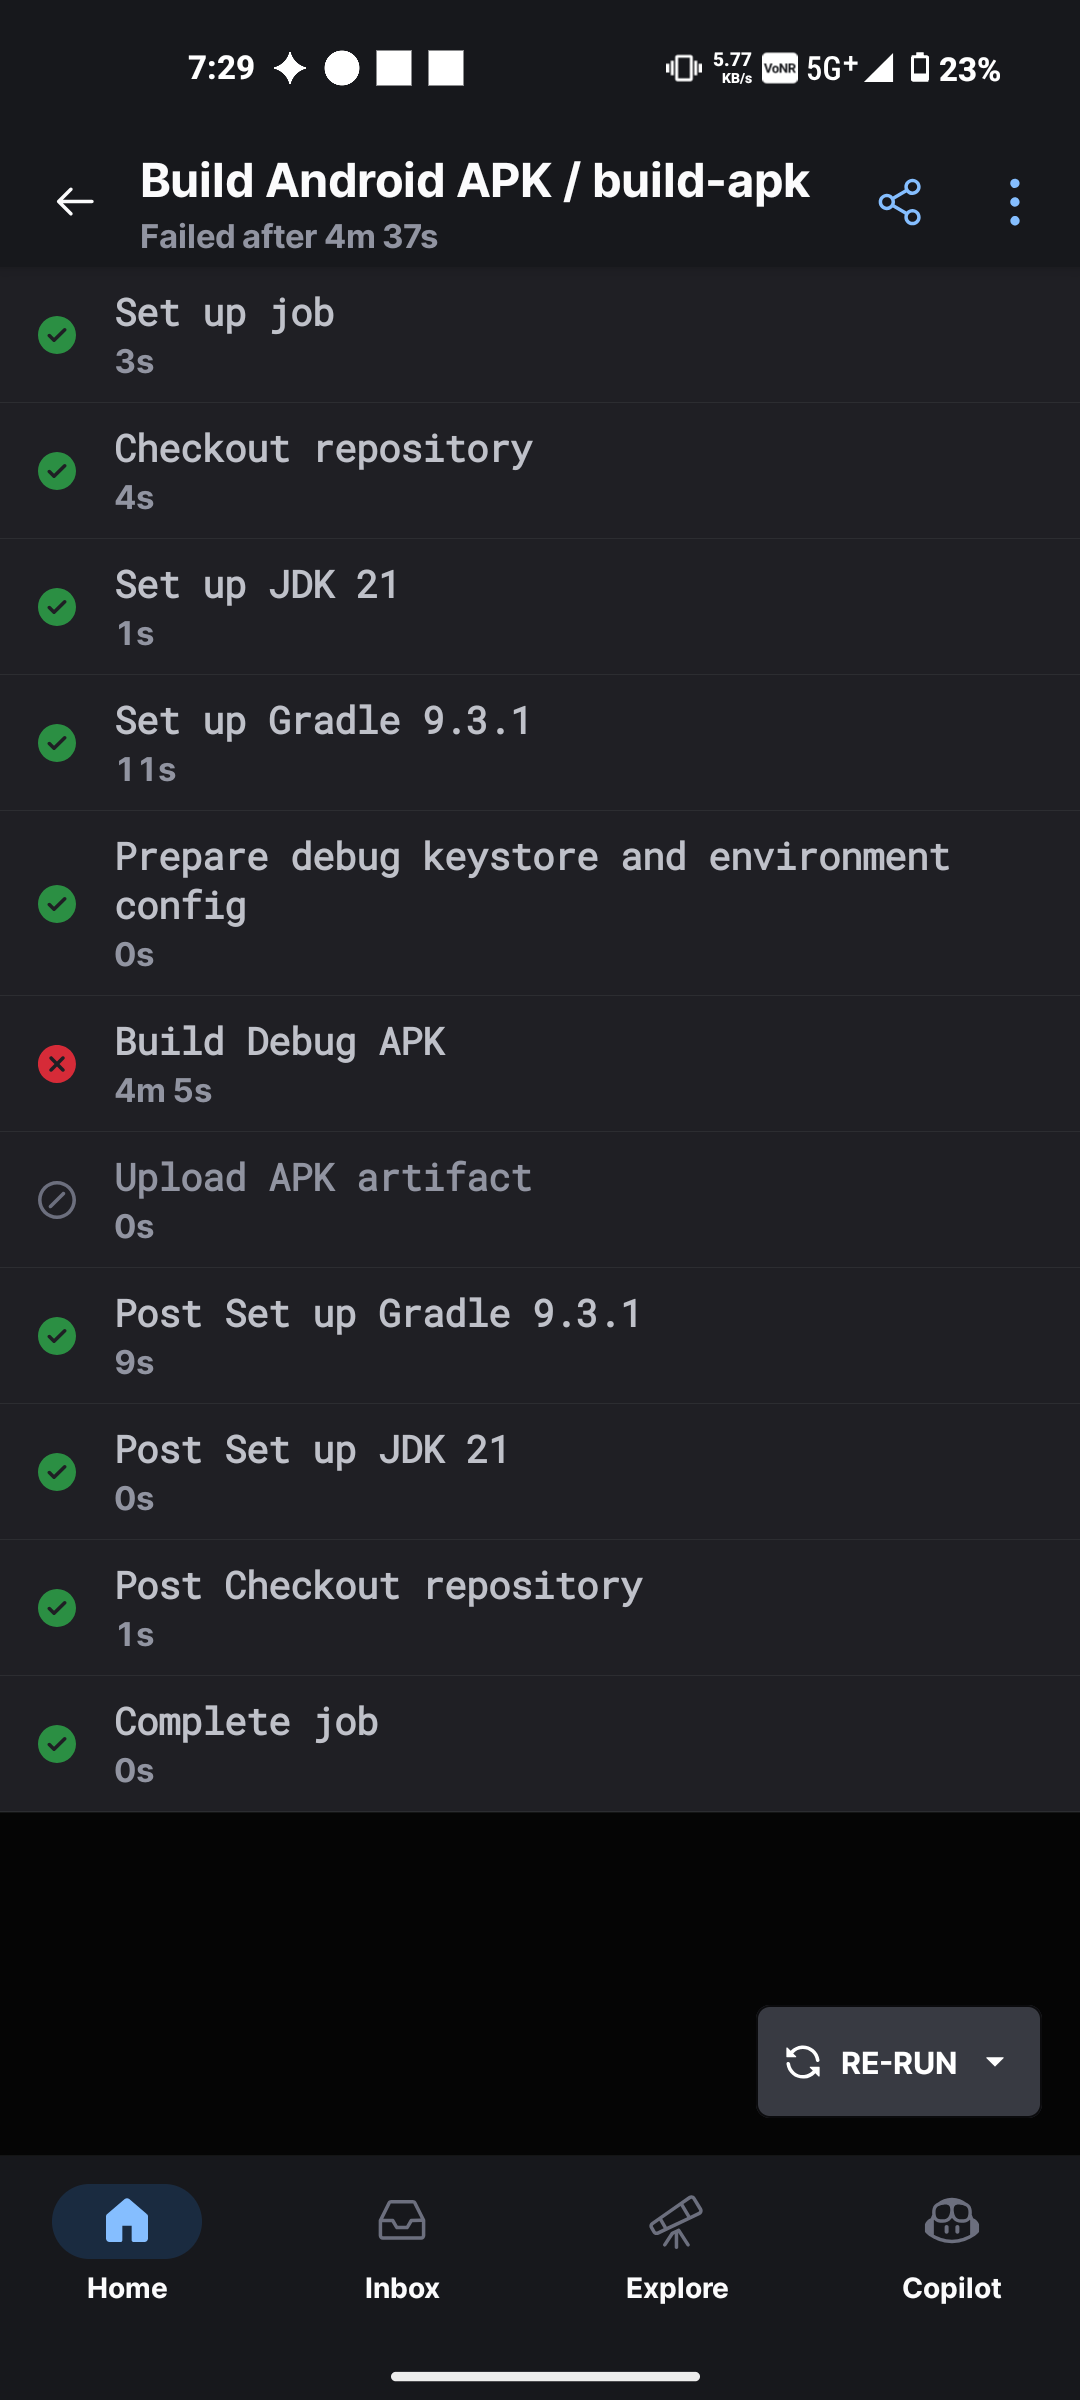 7:29
5.77
KB/s
VoNR
5G+
23%
Build Android APK / build-apk
Failed after 4m 37s
Set up job
3s
Checkout repository
4s
Set up JDK 21
1s
Set up Gradle 9.3.1
11s
Prepare debug keystore and environment
config
0s
Build Debug APK
4m 5s
Upload APK artifact
0s
Post Set up Gradle 9.3.1
9s
Post Set up JDK 21
0s
Post Checkout repository
1s
Complete job
0s
RE-RUN
Home
Inbox
Explore
Copilot